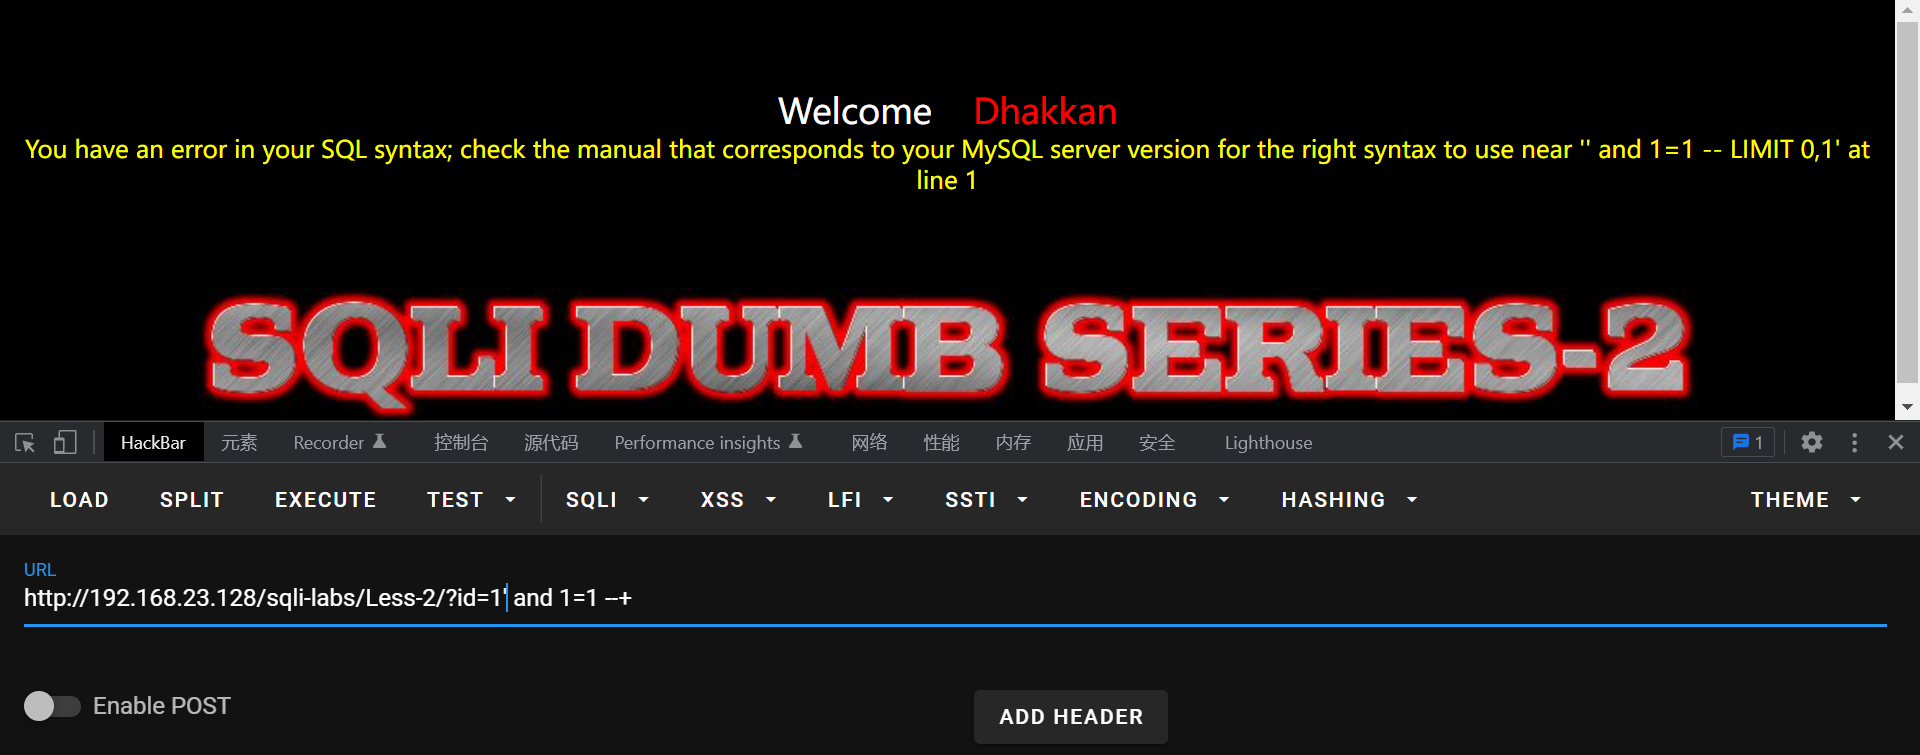 Welcome Dhakkan
You have an error in your SQL syntax; check the manual that corresponds to your MySQL server version for the right syntax to use near '' and 1=1 -- LIMIT 0,1' at
line 1
SQLI DUMB SERIES-2
HackBar 元素 Recorder 控制台 源代码 Performance insights 网络 性能 内存 应用 安全 Lighthouse 1
LOAD SPLIT EXECUTE TEST SQLI XSS LFI SSTI ENCODING HASHING THEME
URL
http://192.168.23.128/sqli-labs/Less-2/?id=1' and 1=1 --+
Enable POST ADD HEADER